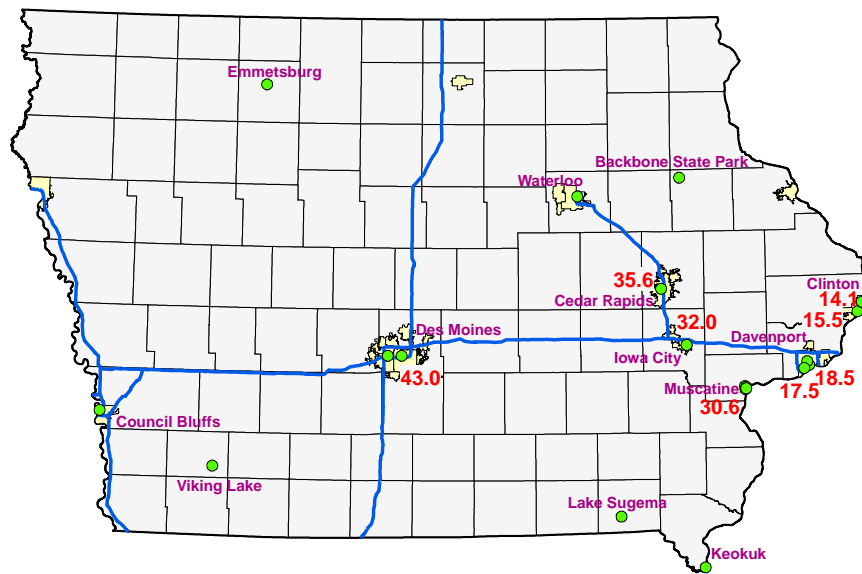 Emmetsburg
Backbone State Park
Waterloo
35.6
Clinton
14.1
Cedar Rapids
32.0
15.5
Des Moines
Davenport
Iowa City
43.0
18.5
Muscatine
17.5
30.6
Council Bluffs
Viking Lake
Lake Sugema
Keokuk